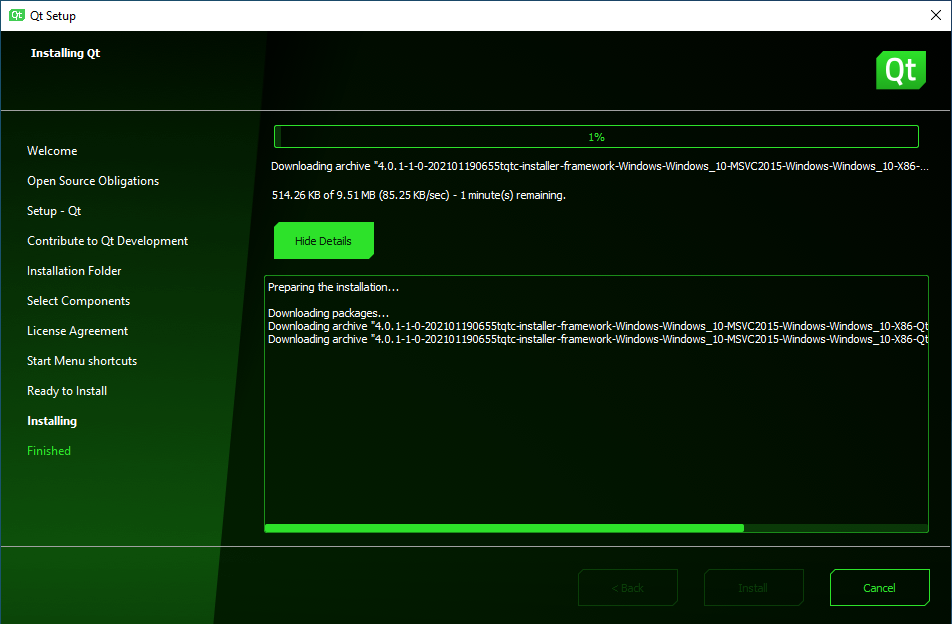 Qt Qt Setup
Installing Qt
Qt
Welcome
Open Source Obligations
Setup - Qt
Contribute to Qt Development
Installation Folder
Select Components
License Agreement
Start Menu shortcuts
Ready to Install
Installing
Finished
1%
Downloading archive "4.0.1-1-0-202101190655tqtc-installer-framework-Windows-Windows_10-MSVC2015-Windows-Windows_10-X86-...
514.26 KB of 9.51 MB (85.25 KB/sec) - 1 minute(s) remaining.
Hide Details
Preparing the installation...
Downloading packages...
Downloading archive "4.0.1-1-0-202101190655tqtc-installer-framework-Windows-Windows_10-MSVC2015-Windows-Windows_10-X86-Qt
Downloading archive "4.0.1-1-0-202101190655tqtc-installer-framework-Windows-Windows_10-MSVC2015-Windows-Windows_10-X86-Qt
< Back
Install
Cancel